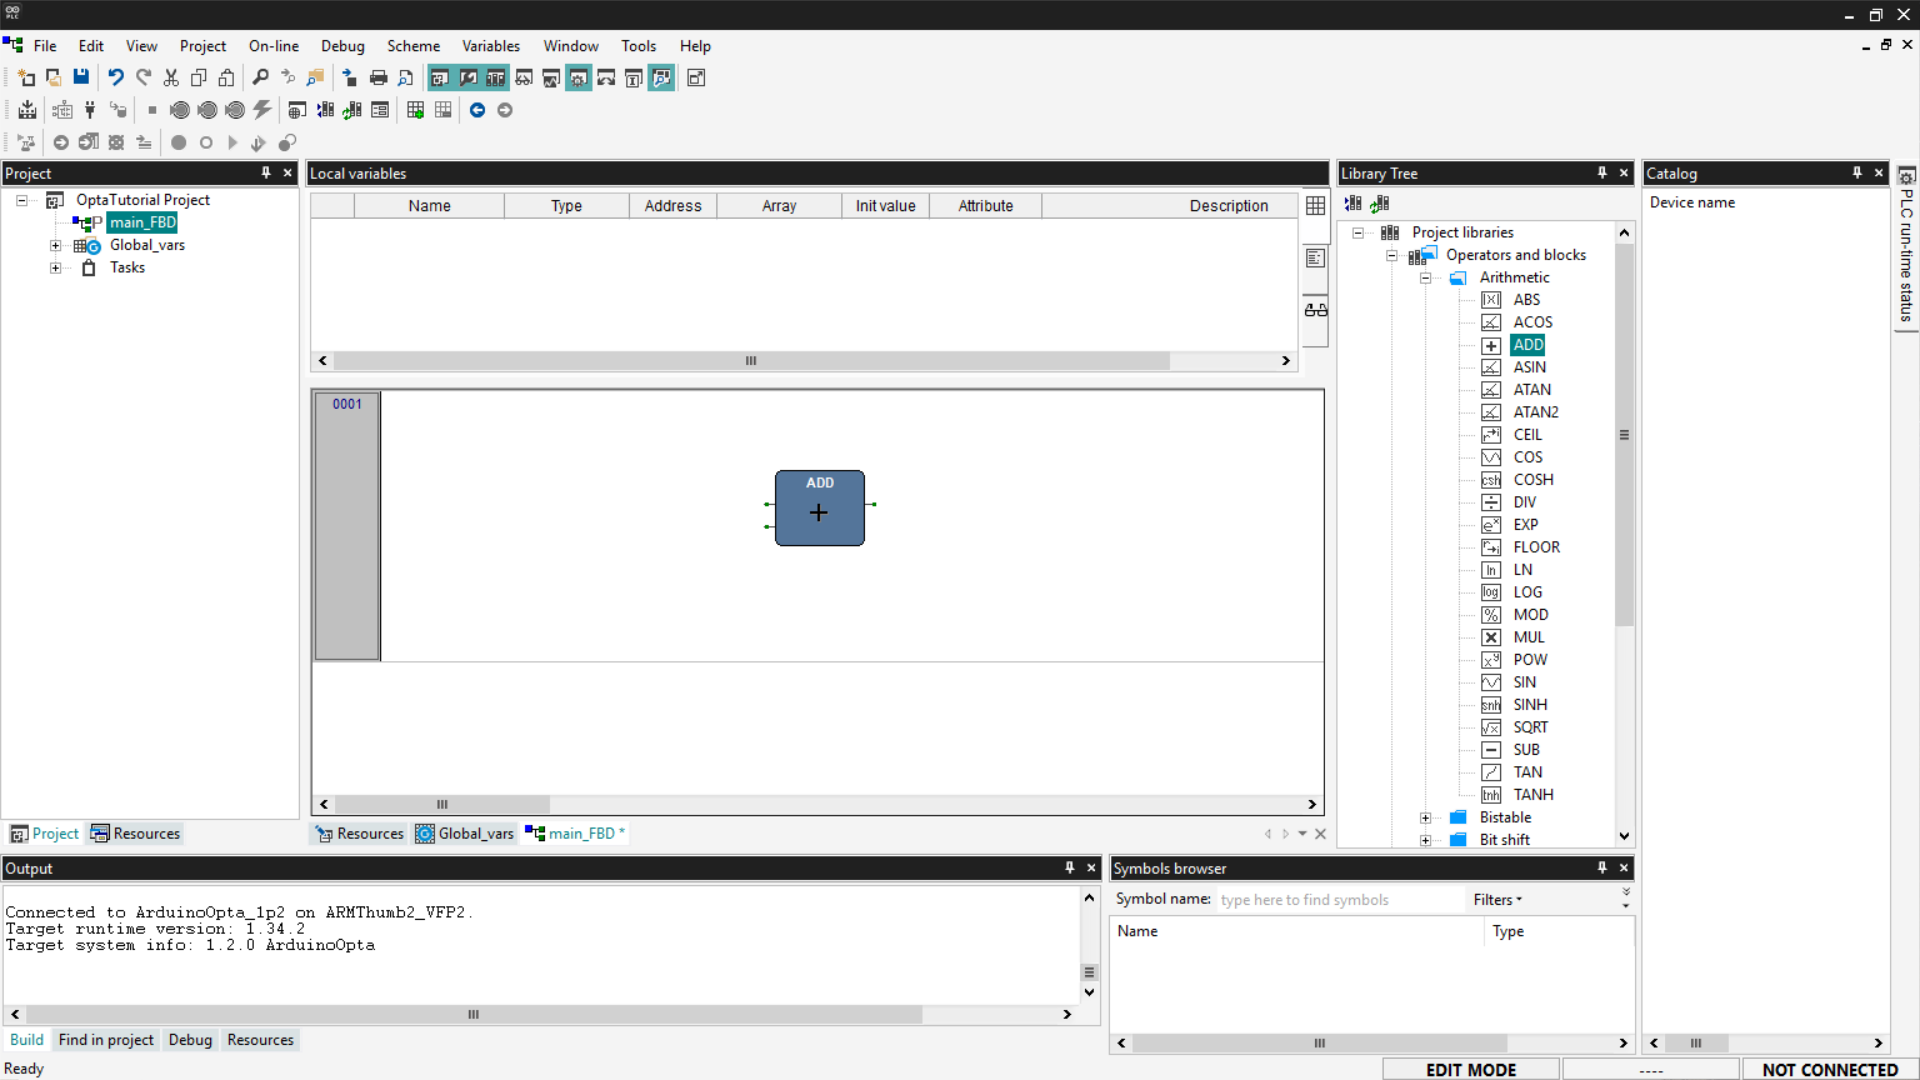 PLC
File Edit View Project On-line Debug Scheme Variables Window Tools Help
Project
OptaTutorial Project
main_FBD
Global_vars
Tasks
Project Resources
Local variables
Name Type Address Array Init value Attribute Description
0001
ADD
Resources Global_vars main_FBD *
Library Tree
Project libraries
Operators and blocks
Arithmetic
ABS
ACOS
ADD
ASIN
ATAN
ATAN2
CEIL
COS
csh COSH
DIV
EXP
FLOOR
ln LN
log LOG
% MOD
MUL
POW
SIN
snh SINH
SQRT
SUB
TAN
tnh TANH
Bistable
Bit shift
Catalog
Device name
PLC run-time status
Output
Connected to ArduinoOpta_1p2 on ARMThumb2_VFP2.
Target runtime version: 1.34.2
Target system info: 1.2.0 ArduinoOpta
Build Find in project Debug Resources
Symbols browser
Symbol name: type here to find symbols Filters
Name Type
Ready EDIT MODE ---- NOT CONNECTED